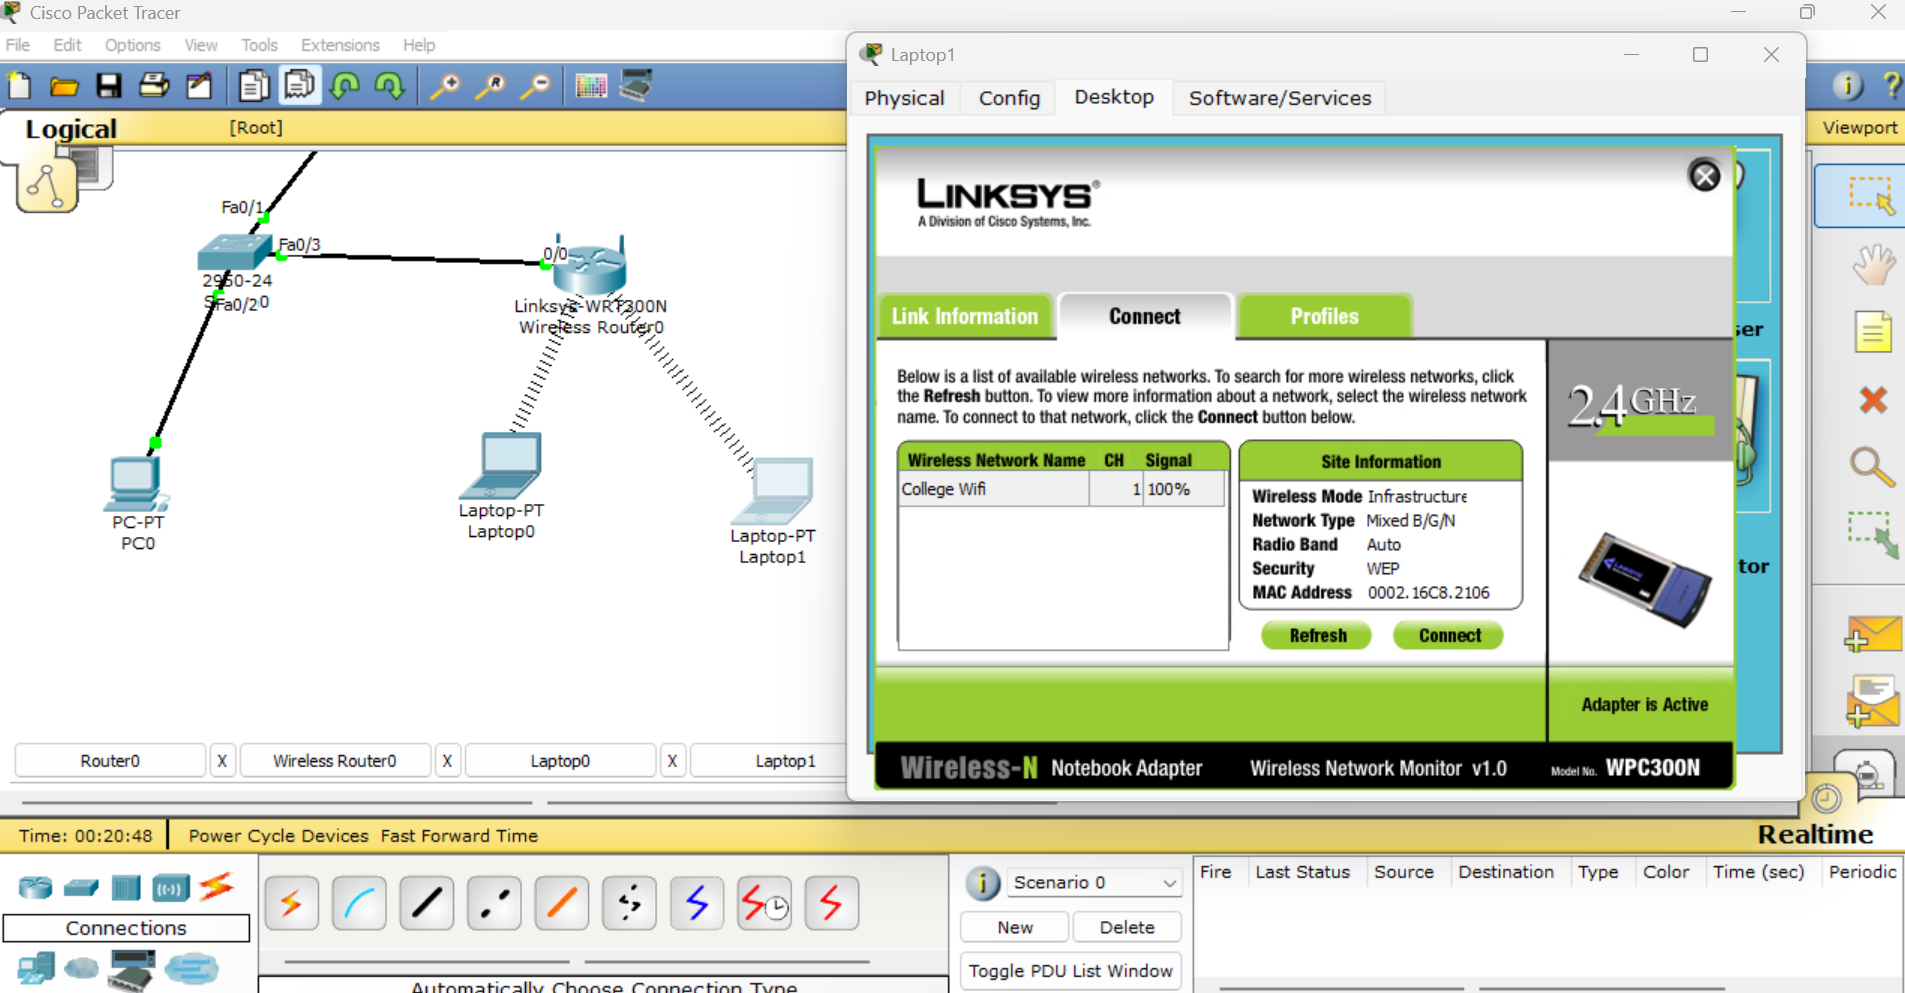 Cisco Packet Tracer
File Edit Options View Tools Extensions Help
Logical
[Root]
Viewport
Fa0/1
Fa0/3
0/0
2950-24
Fa0/2 0
Linksys-WRT300N
Wireless Router0
PC-PT
PC0
Laptop-PT
Laptop0
Laptop-PT
Laptop1
Router0 X Wireless Router0 X Laptop0 X Laptop1
Laptop1
Physical Config Desktop Software/Services
LINKSYS®
A Division of Cisco Systems, Inc.
Link Information Connect Profiles
Below is a list of available wireless networks. To search for more wireless networks, click
the Refresh button. To view more information about a network, select the wireless network
name. To connect to that network, click the Connect button below.
Wireless Network Name CH Signal
College Wifi 1 100%
Site Information
Wireless Mode Infrastructure
Network Type Mixed B/G/N
Radio Band Auto
Security WEP
MAC Address 0002.16C8.2106
Refresh Connect
2.4GHz
Adapter is Active
Wireless-N Notebook Adapter Wireless Network Monitor v1.0 Model No. WPC300N
ser
tor
Time: 00:20:48 Power Cycle Devices Fast Forward Time
Realtime
Connections
Automatically Choose Connection Type
Scenario 0
New Delete
Toggle PDU List Window
Fire Last Status Source Destination Type Color Time (sec) Periodic